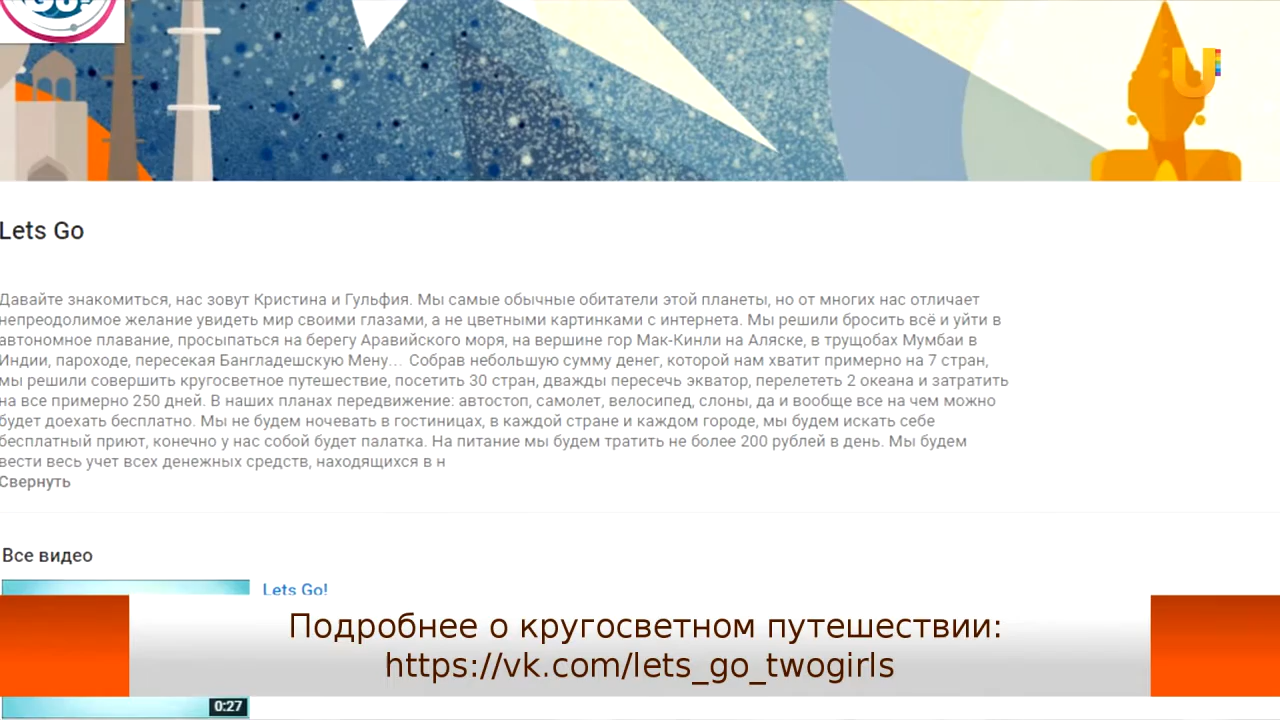 GO!
U
Lets Go
Давайте знакомиться, нас зовут Кристина и Гульфия. Мы самые обычные обитатели этой планеты, но от многих нас отличает
непреодолимое желание увидеть мир своими глазами, а не цветными картинками с интернета. Мы решили бросить всё и уйти в
автономное плавание, просыпаться на берегу Аравийского моря, на вершине гор Мак-Кинли на Аляске, в трущобах Мумбаи в
Индии, пароходе, пересекая Бангладешскую Мену... Собрав небольшую сумму денег, которой нам хватит примерно на 7 стран,
мы решили совершить кругосветное путешествие, посетить 30 стран, дважды пересечь экватор, перелететь 2 океана и затратить
на все примерно 250 дней. В наших планах передвижение: автостоп, самолет, велосипед, слоны, да и вообще все на чем можно
будет доехать бесплатно. Мы не будем ночевать в гостиницах, в каждой стране и каждом городе, мы будем искать себе
бесплатный приют, конечно у нас собой будет палатка. На питание мы будем тратить не более 200 рублей в день. Мы будем
вести весь учет всех денежных средств, находящихся в н
Свернуть
Все видео
Lets Go!
Подробнее о кругосветном путешествии:
https://vk.com/lets_go_twogirls
0:27